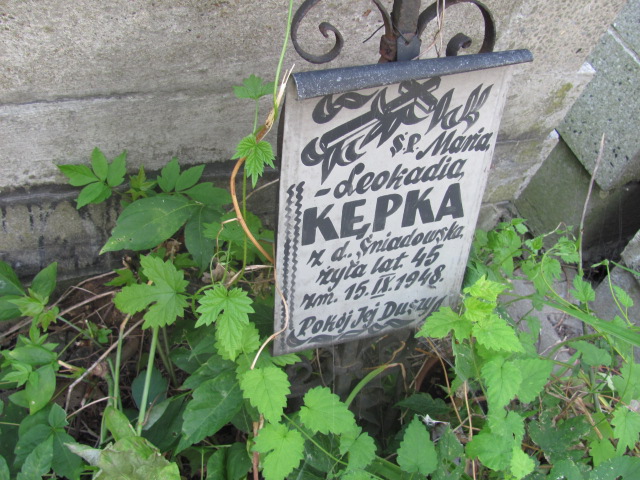 Ś.P. Maria
-Leokadia
KĘPKA
z d. Śniadowska
żyła lat 45
zm. 15.IX.1948.
Pokój Jej Duszy